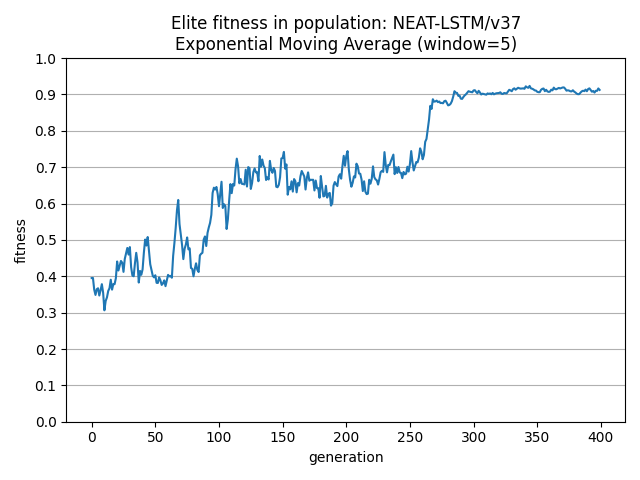 Elite fitness in population: NEAT-LSTM/v37
Exponential Moving Average (window=5)
fitness
1.0
0.9
0.8
0.7
0.6
0.5
0.4
0.3
0.2
0.1
0.0
0 50 100 150 200 250 300 350 400
generation